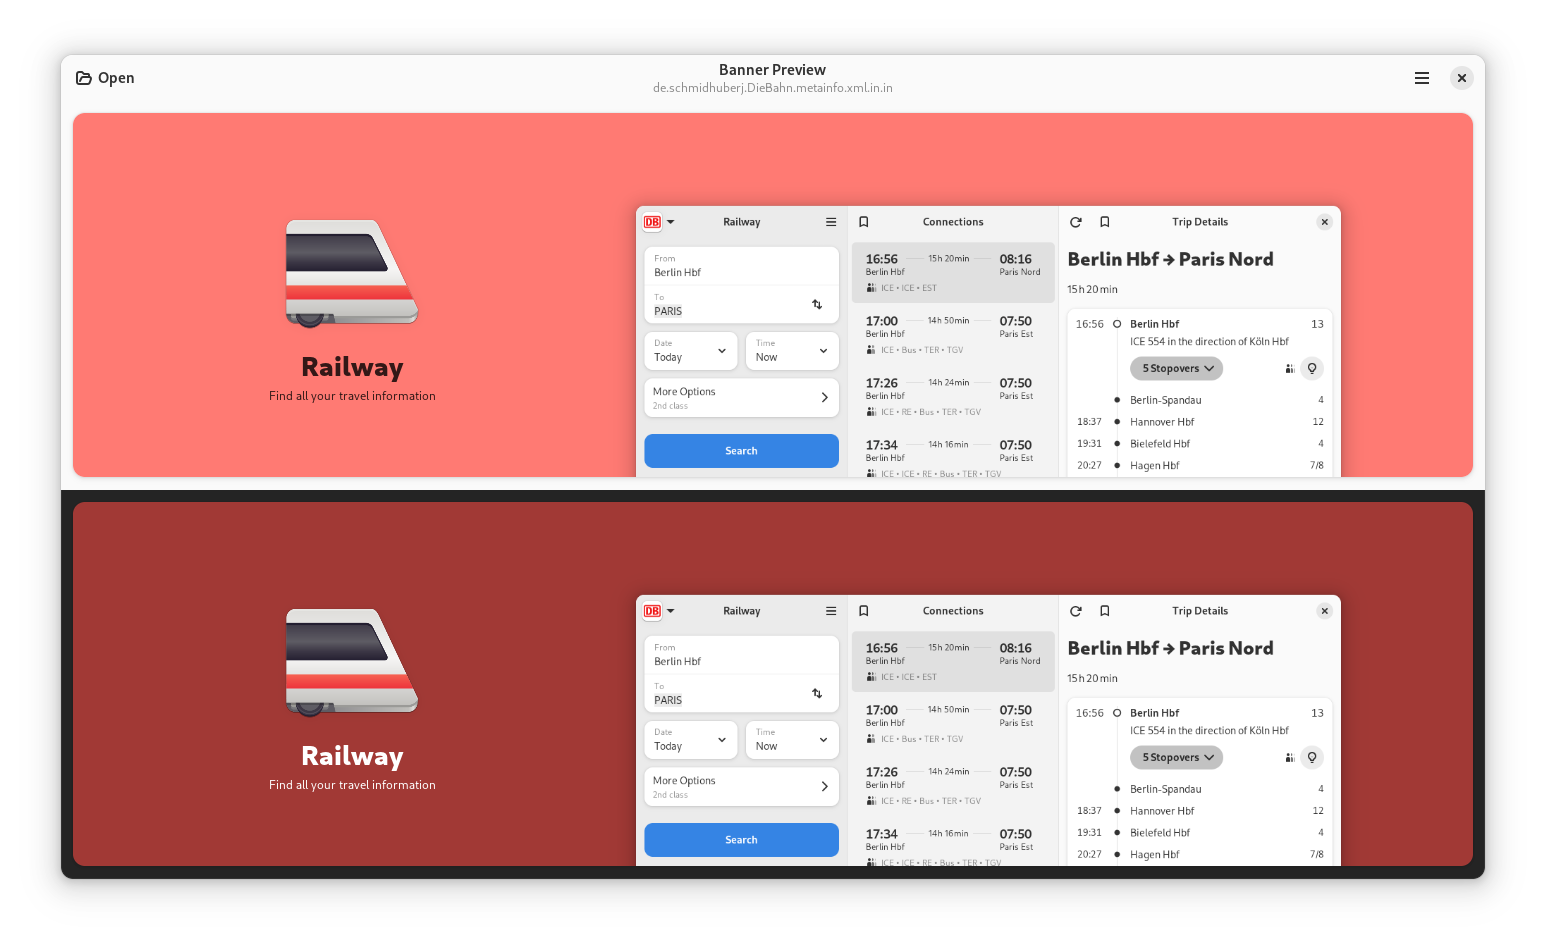 Open
Banner Preview
de.schmidhuberj.DieBahn.metainfo.xml.in.in
Railway
Find all your travel information
DB
Railway
From
Berlin Hbf
To
PARIS
Date
Today
Time
Now
More Options
2nd class
Search
Connections
16:56 15h 20min 08:16
Berlin Hbf Paris Nord
ICE • ICE • EST
17:00 14h 50min 07:50
Berlin Hbf Paris Est
ICE • Bus • TER • TGV
17:26 14h 24min 07:50
Berlin Hbf Paris Est
ICE • RE • Bus • TER • TGV
17:34 14h 16min 07:50
Berlin Hbf Paris Est
ICE • ICE • RE • Bus • TER • TGV
Trip Details
Berlin Hbf → Paris Nord
15 h 20 min
16:56 Berlin Hbf 13
ICE 554 in the direction of Köln Hbf
5 Stopovers
Berlin-Spandau 4
18:37 Hannover Hbf 12
19:31 Bielefeld Hbf 4
20:27 Hagen Hbf 7/8
Railway
Find all your travel information
DB
Railway
From
Berlin Hbf
To
PARIS
Date
Today
Time
Now
More Options
2nd class
Search
Connections
16:56 15h 20min 08:16
Berlin Hbf Paris Nord
ICE • ICE • EST
17:00 14h 50min 07:50
Berlin Hbf Paris Est
ICE • Bus • TER • TGV
17:26 14h 24min 07:50
Berlin Hbf Paris Est
ICE • RE • Bus • TER • TGV
17:34 14h 16min 07:50
Berlin Hbf Paris Est
ICE • ICE • RE • Bus • TER • TGV
Trip Details
Berlin Hbf → Paris Nord
15 h 20 min
16:56 Berlin Hbf 13
ICE 554 in the direction of Köln Hbf
5 Stopovers
Berlin-Spandau 4
18:37 Hannover Hbf 12
19:31 Bielefeld Hbf 4
20:27 Hagen Hbf 7/8